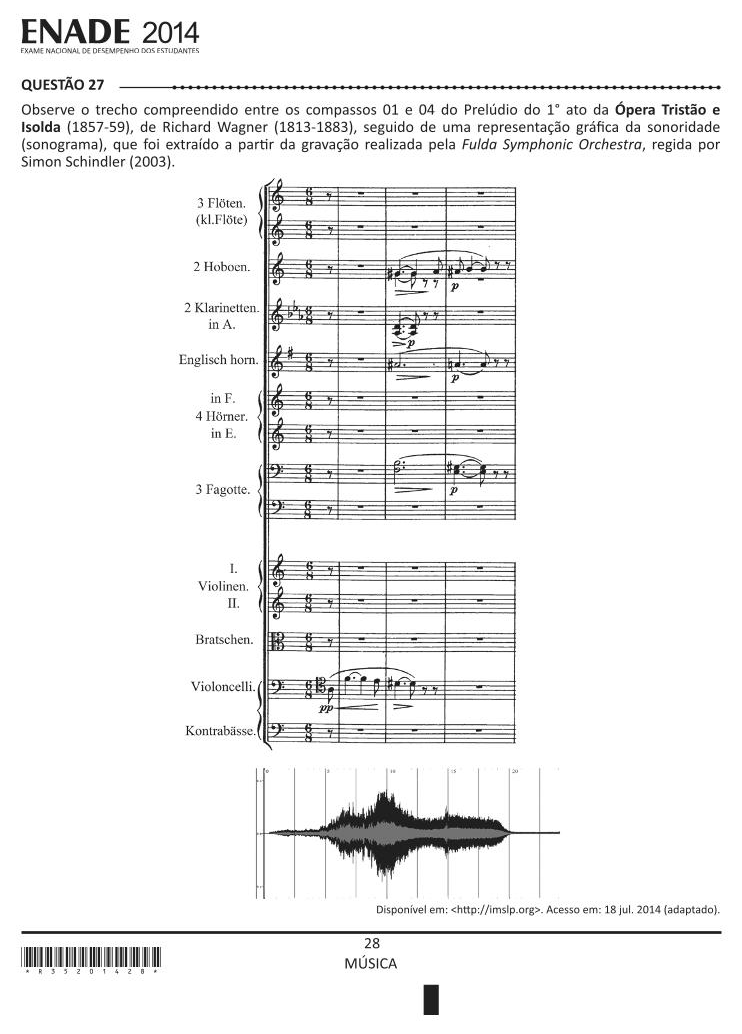 ENADE 2014
EXAME NACIONAL DE DESEMPENHO DOS ESTUDANTES
QUESTÃO 27
Observe o trecho compreendido entre os compassos 01 e 04 do Prelúdio do 1° ato da Ópera Tristão e
Isolda (1857-59), de Richard Wagner (1813-1883), seguido de uma representação gráfica da sonoridade
(sonograma), que foi extraído a partir da gravação realizada pela Fulda Symphonic Orchestra, regida por
Simon Schindler (2003).
3 Flöten.
(kl.Flöte)
2 Hoboen.
p
2 Klarinetten.
in A.
p
Englisch horn.
p
in F.
4 Hörner.
in E.
3 Fagotte.
p
I.
Violinen.
II.
Bratschen.
Violoncelli.
pp
Kontrabässe.
0 5 10 15 20
Disponível em: <http://imslp.org>. Acesso em: 18 jul. 2014 (adaptado).
28
MÚSICA
*R35201428*